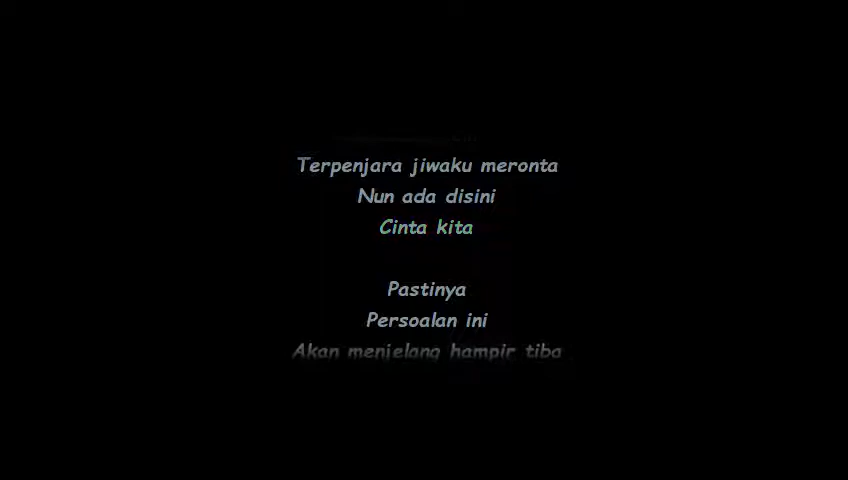 Terpenjara jiwaku meronta
Nun ada disini
Cinta kita
Pastinya
Persoalan ini
Akan menjelang hampir tiba